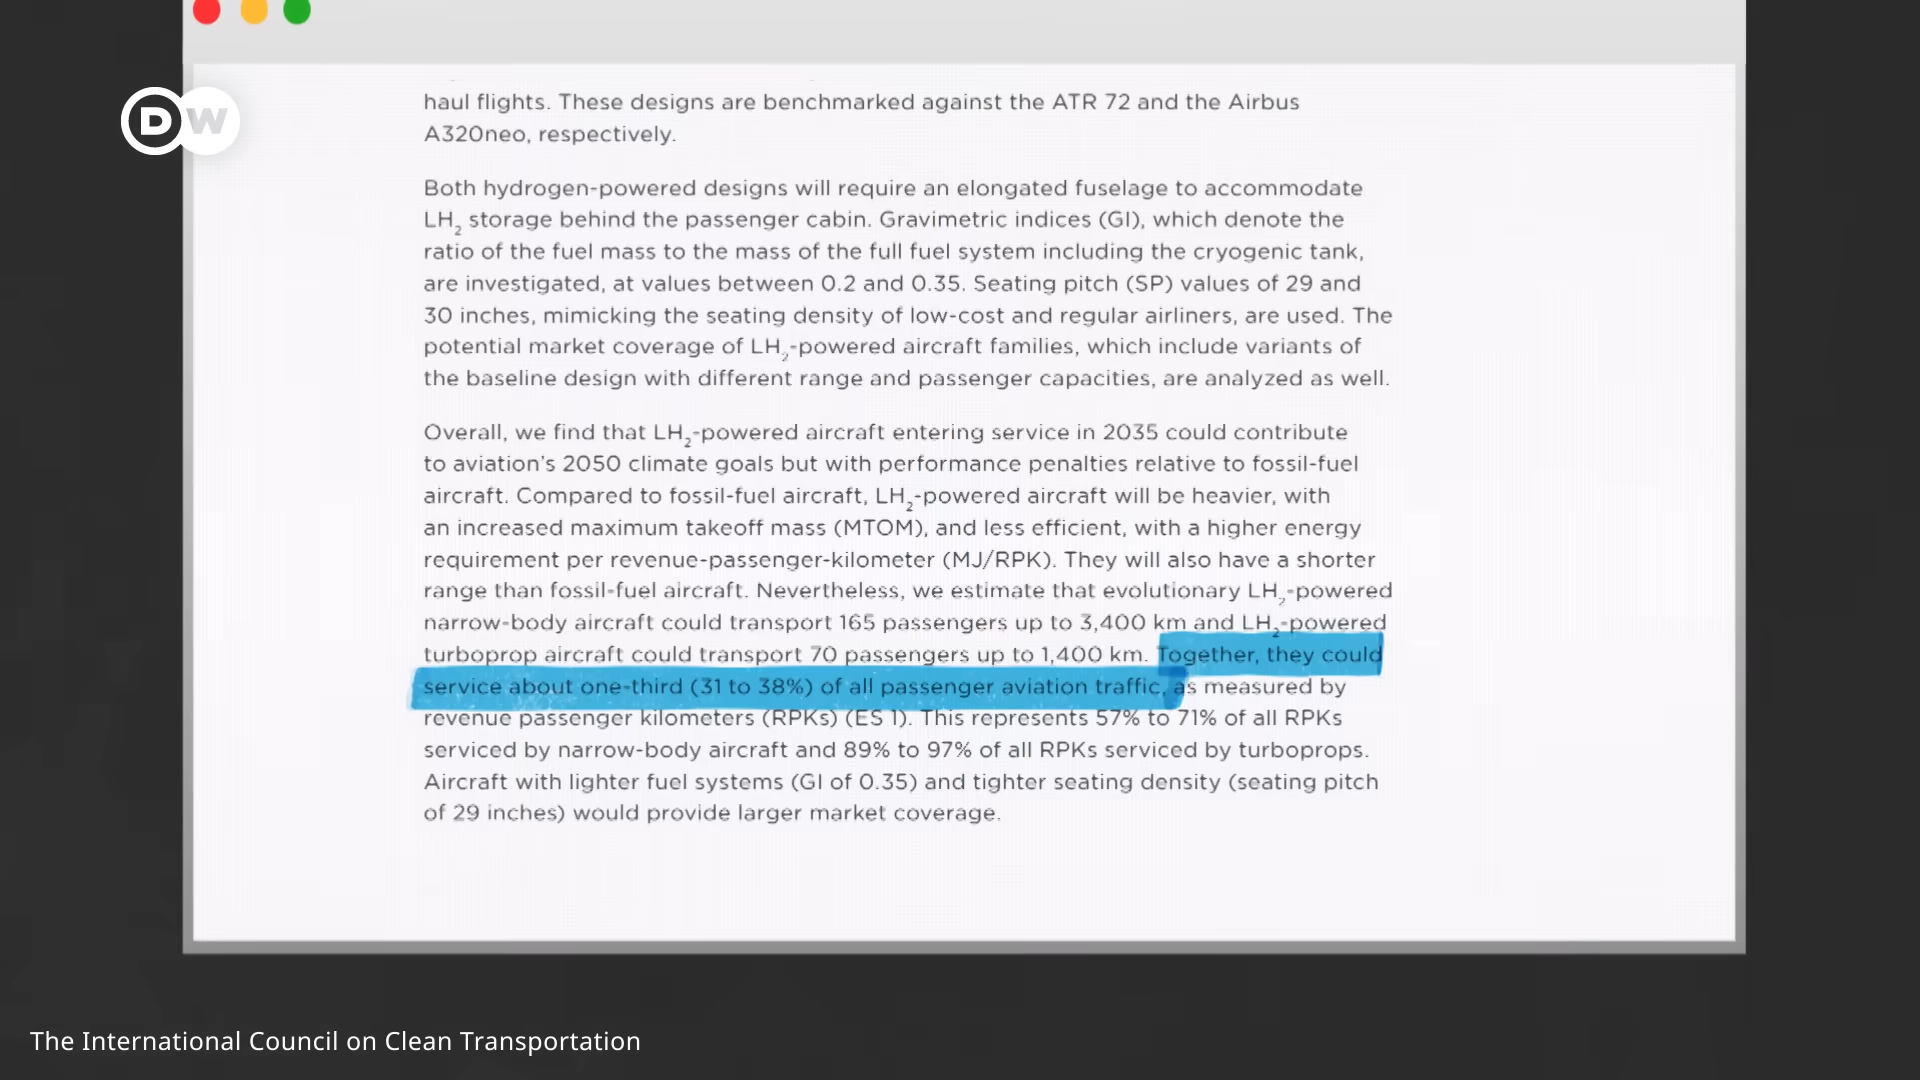 DW
haul flights. These designs are benchmarked against the ATR 72 and the Airbus
A320neo, respectively.
Both hydrogen-powered designs will require an elongated fuselage to accommodate
LH₂ storage behind the passenger cabin. Gravimetric indices (GI), which denote the
ratio of the fuel mass to the mass of the full fuel system including the cryogenic tank,
are investigated, at values between 0.2 and 0.35. Seating pitch (SP) values of 29 and
30 inches, mimicking the seating density of low-cost and regular airliners, are used. The
potential market coverage of LH₂-powered aircraft families, which include variants of
the baseline design with different range and passenger capacities, are analyzed as well.
Overall, we find that LH₂-powered aircraft entering service in 2035 could contribute
to aviation's 2050 climate goals but with performance penalties relative to fossil-fuel
aircraft. Compared to fossil-fuel aircraft, LH₂-powered aircraft will be heavier, with
an increased maximum takeoff mass (MTOM), and less efficient, with a higher energy
requirement per revenue-passenger-kilometer (MJ/RPK). They will also have a shorter
range than fossil-fuel aircraft. Nevertheless, we estimate that evolutionary LH₂-powered
narrow-body aircraft could transport 165 passengers up to 3,400 km and LH₂-powered
turboprop aircraft could transport 70 passengers up to 1,400 km. Together, they could
service about one-third (31 to 38%) of all passenger aviation traffic, as measured by
revenue passenger kilometers (RPKs) (ES 1). This represents 57% to 71% of all RPKs
serviced by narrow-body aircraft and 89% to 97% of all RPKs serviced by turboprops.
Aircraft with lighter fuel systems (GI of 0.35) and tighter seating density (seating pitch
of 29 inches) would provide larger market coverage.
The International Council on Clean Transportation